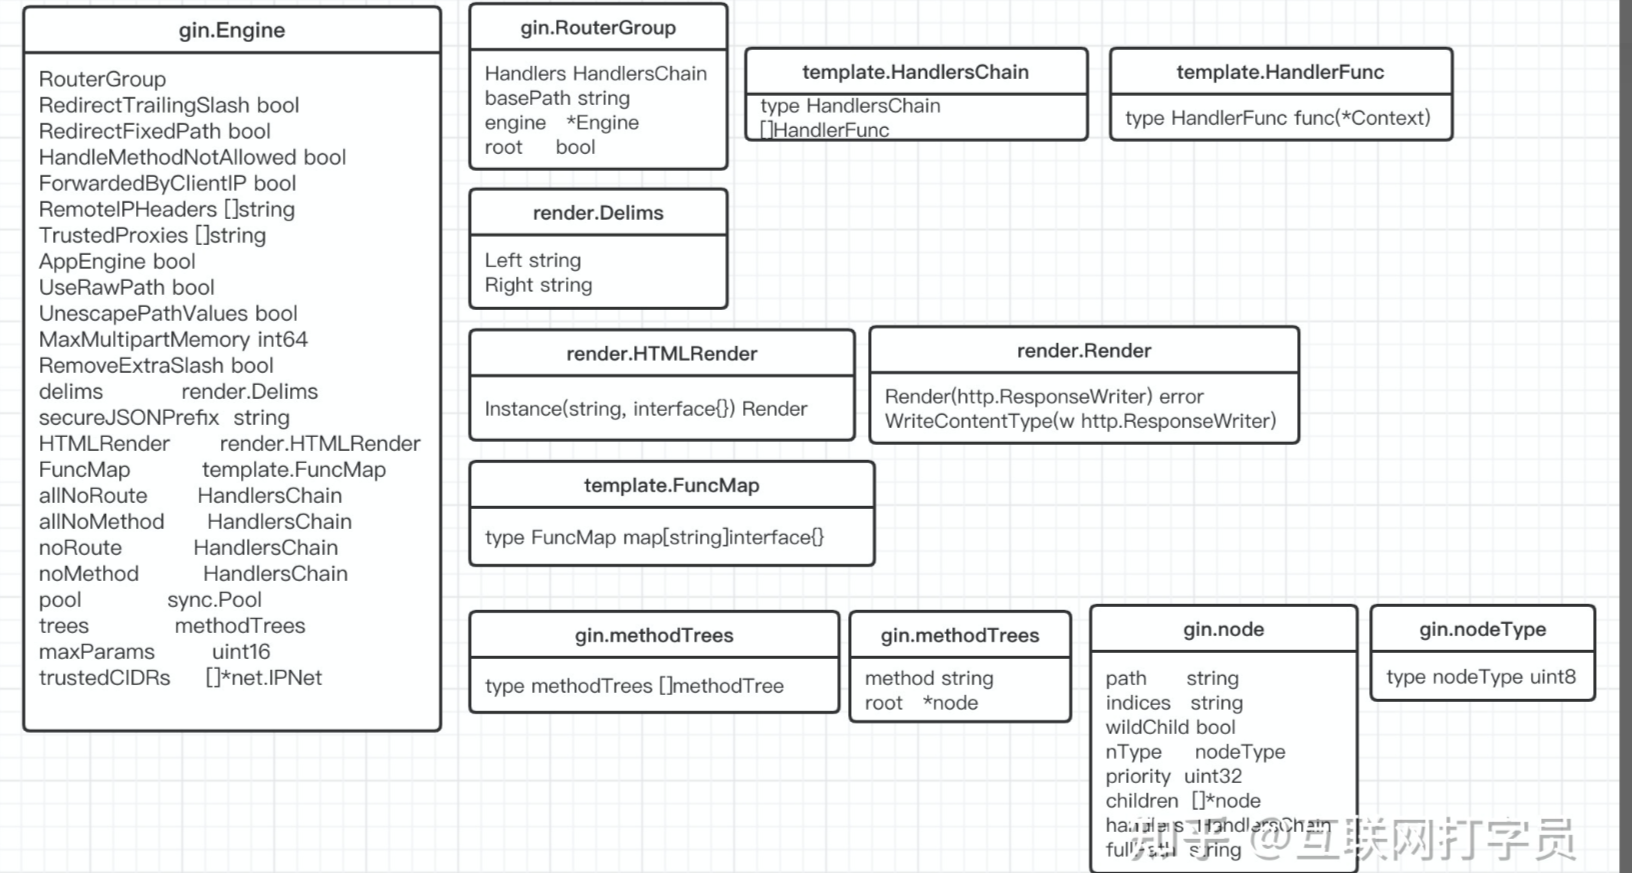 gin.Engine
RouterGroup
RedirectTrailingSlash bool
RedirectFixedPath bool
HandleMethodNotAllowed bool
ForwardedByClientIP bool
RemoteIPHeaders []string
TrustedProxies []string
AppEngine bool
UseRawPath bool
UnescapePathValues bool
MaxMultipartMemory int64
RemoveExtraSlash bool
delims render.Delims
secureJSONPrefix string
HTMLRender render.HTMLRender
FuncMap template.FuncMap
allNoRoute HandlersChain
allNoMethod HandlersChain
noRoute HandlersChain
noMethod HandlersChain
pool sync.Pool
trees methodTrees
maxParams uint16
trustedCIDRs []*net.IPNet
gin.RouterGroup
Handlers HandlersChain
basePath string
engine *Engine
root bool
template.HandlersChain
type HandlersChain
[]HandlerFunc
template.HandlerFunc
type HandlerFunc func(*Context)
render.Delims
Left string
Right string
render.HTMLRender
Instance(string, interface{}) Render
render.Render
Render(http.ResponseWriter) error
WriteContentType(w http.ResponseWriter)
template.FuncMap
type FuncMap map[string]interface{}
gin.methodTrees
type methodTrees []methodTree
gin.methodTrees
method string
root *node
gin.node
path string
indices string
wildChild bool
nType nodeType
priority uint32
children []*node
handlers HandlersChain
fullPath string
gin.nodeType
type nodeType uint8
知乎 @互联网打字员